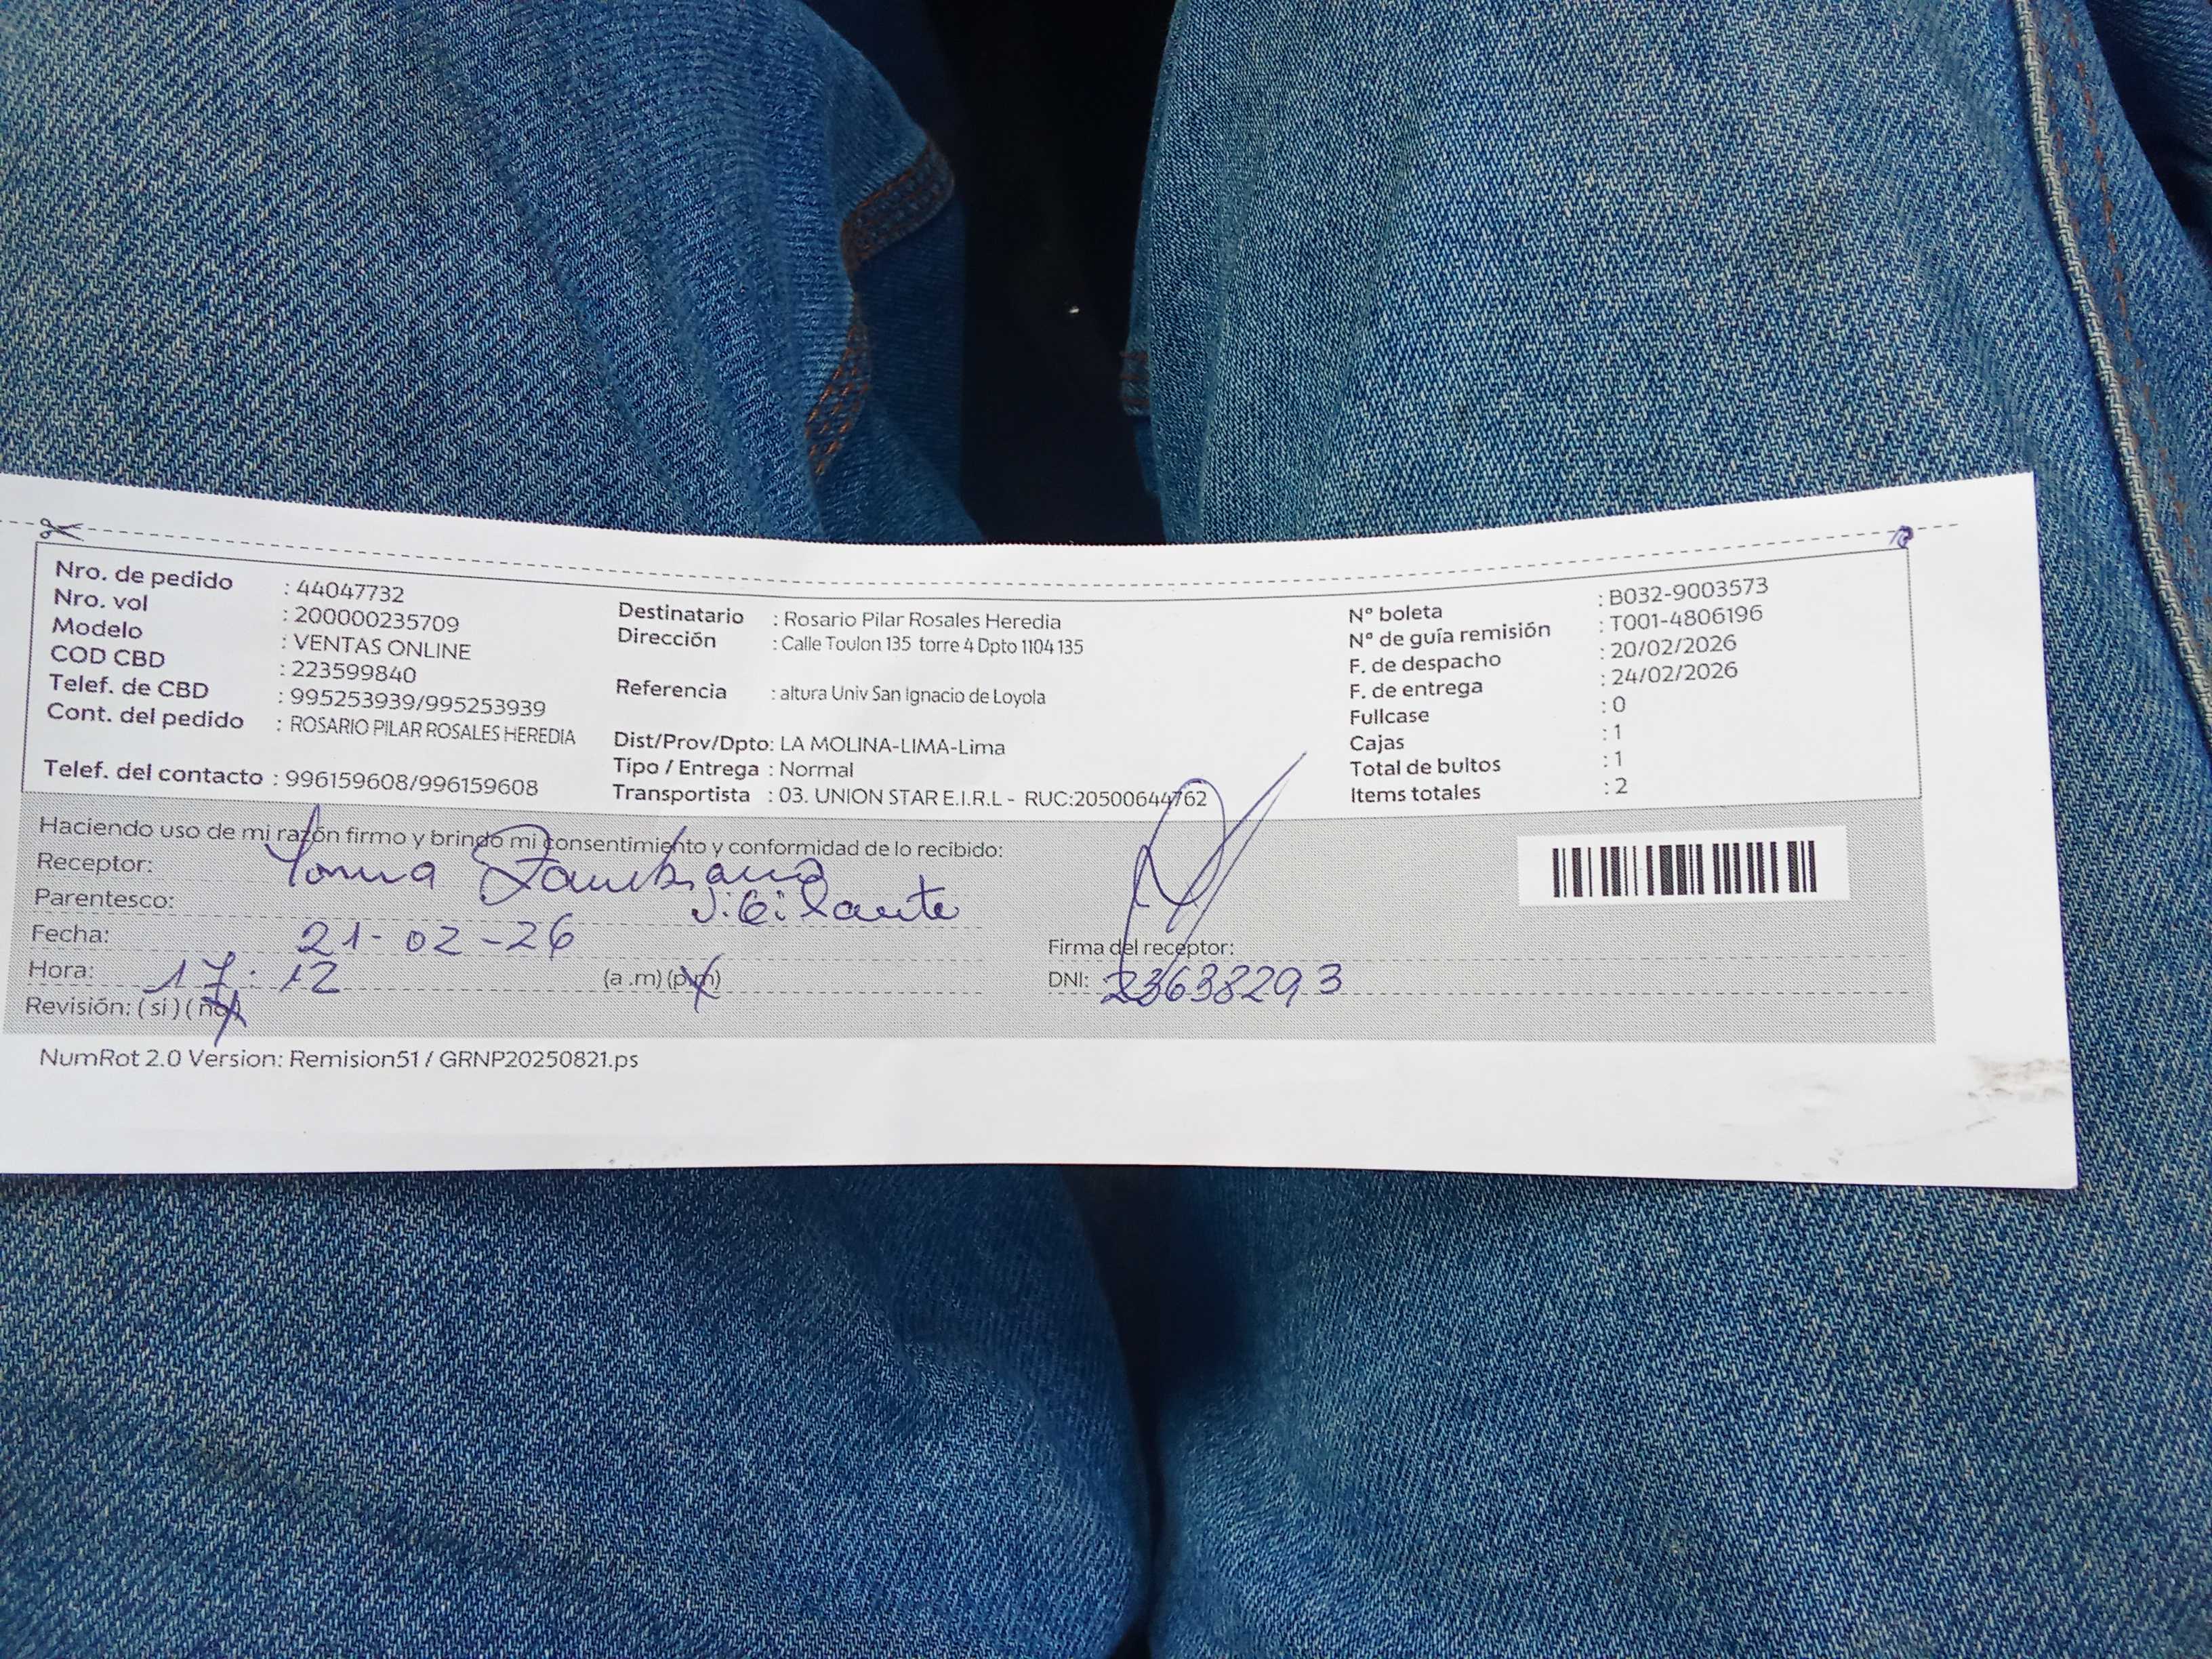 Nro. de pedido : 44047732
Nro. vol : 200000235709
Modelo : VENTAS ONLINE
COD CBD : 223599840
Telef. de CBD : 995253939/995253939
Cont. del pedido : ROSARIO PILAR ROSALES HEREDIA
Telef. del contacto : 996159608/996159608
Destinatario : Rosario Pilar Rosales Heredia
Dirección : Calle Toulon 135 torre 4 Dpto 1104 135
Referencia : altura Univ San Ignacio de Loyola
Dist/Prov/Dpto: LA MOLINA-LIMA-Lima
Tipo / Entrega : Normal
Transportista : 03. UNION STAR E.I.R.L - RUC:20500644762
Nº boleta : B032-9003573
Nº de guía remisión : T001-4806196
F. de despacho : 20/02/2026
F. de entrega : 24/02/2026
Fullcase : 0
Cajas : 1
Total de bultos : 1
Items totales : 2
Haciendo uso de mi razón firmo y brindo mi consentimiento y conformidad de lo recibido:
Receptor:
Parentesco: Vigilante
Fecha: 21-02-26
Hora: 17:12 (a.m) (p.m)
Revisión: (si) (no)
Firma del receptor:
DNI: 23638293
NumRot 2.0 Version: Remision51 / GRNP20250821.ps